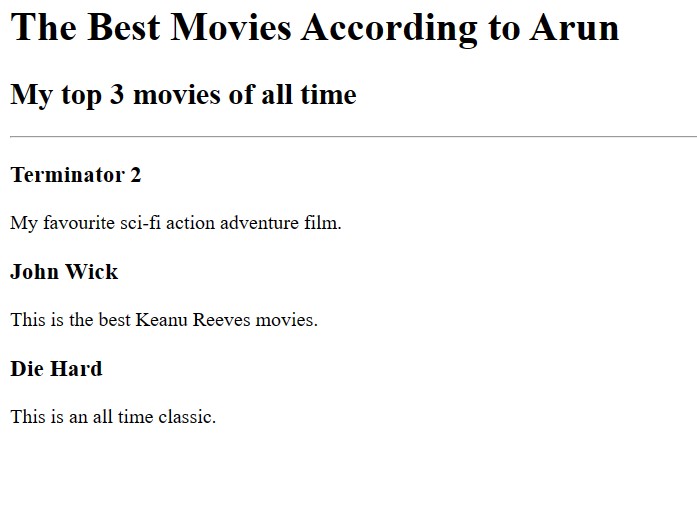 The Best Movies According to Arun
My top 3 movies of all time
Terminator 2
My favourite sci-fi action adventure film.
John Wick
This is the best Keanu Reeves movies.
Die Hard
This is an all time classic.